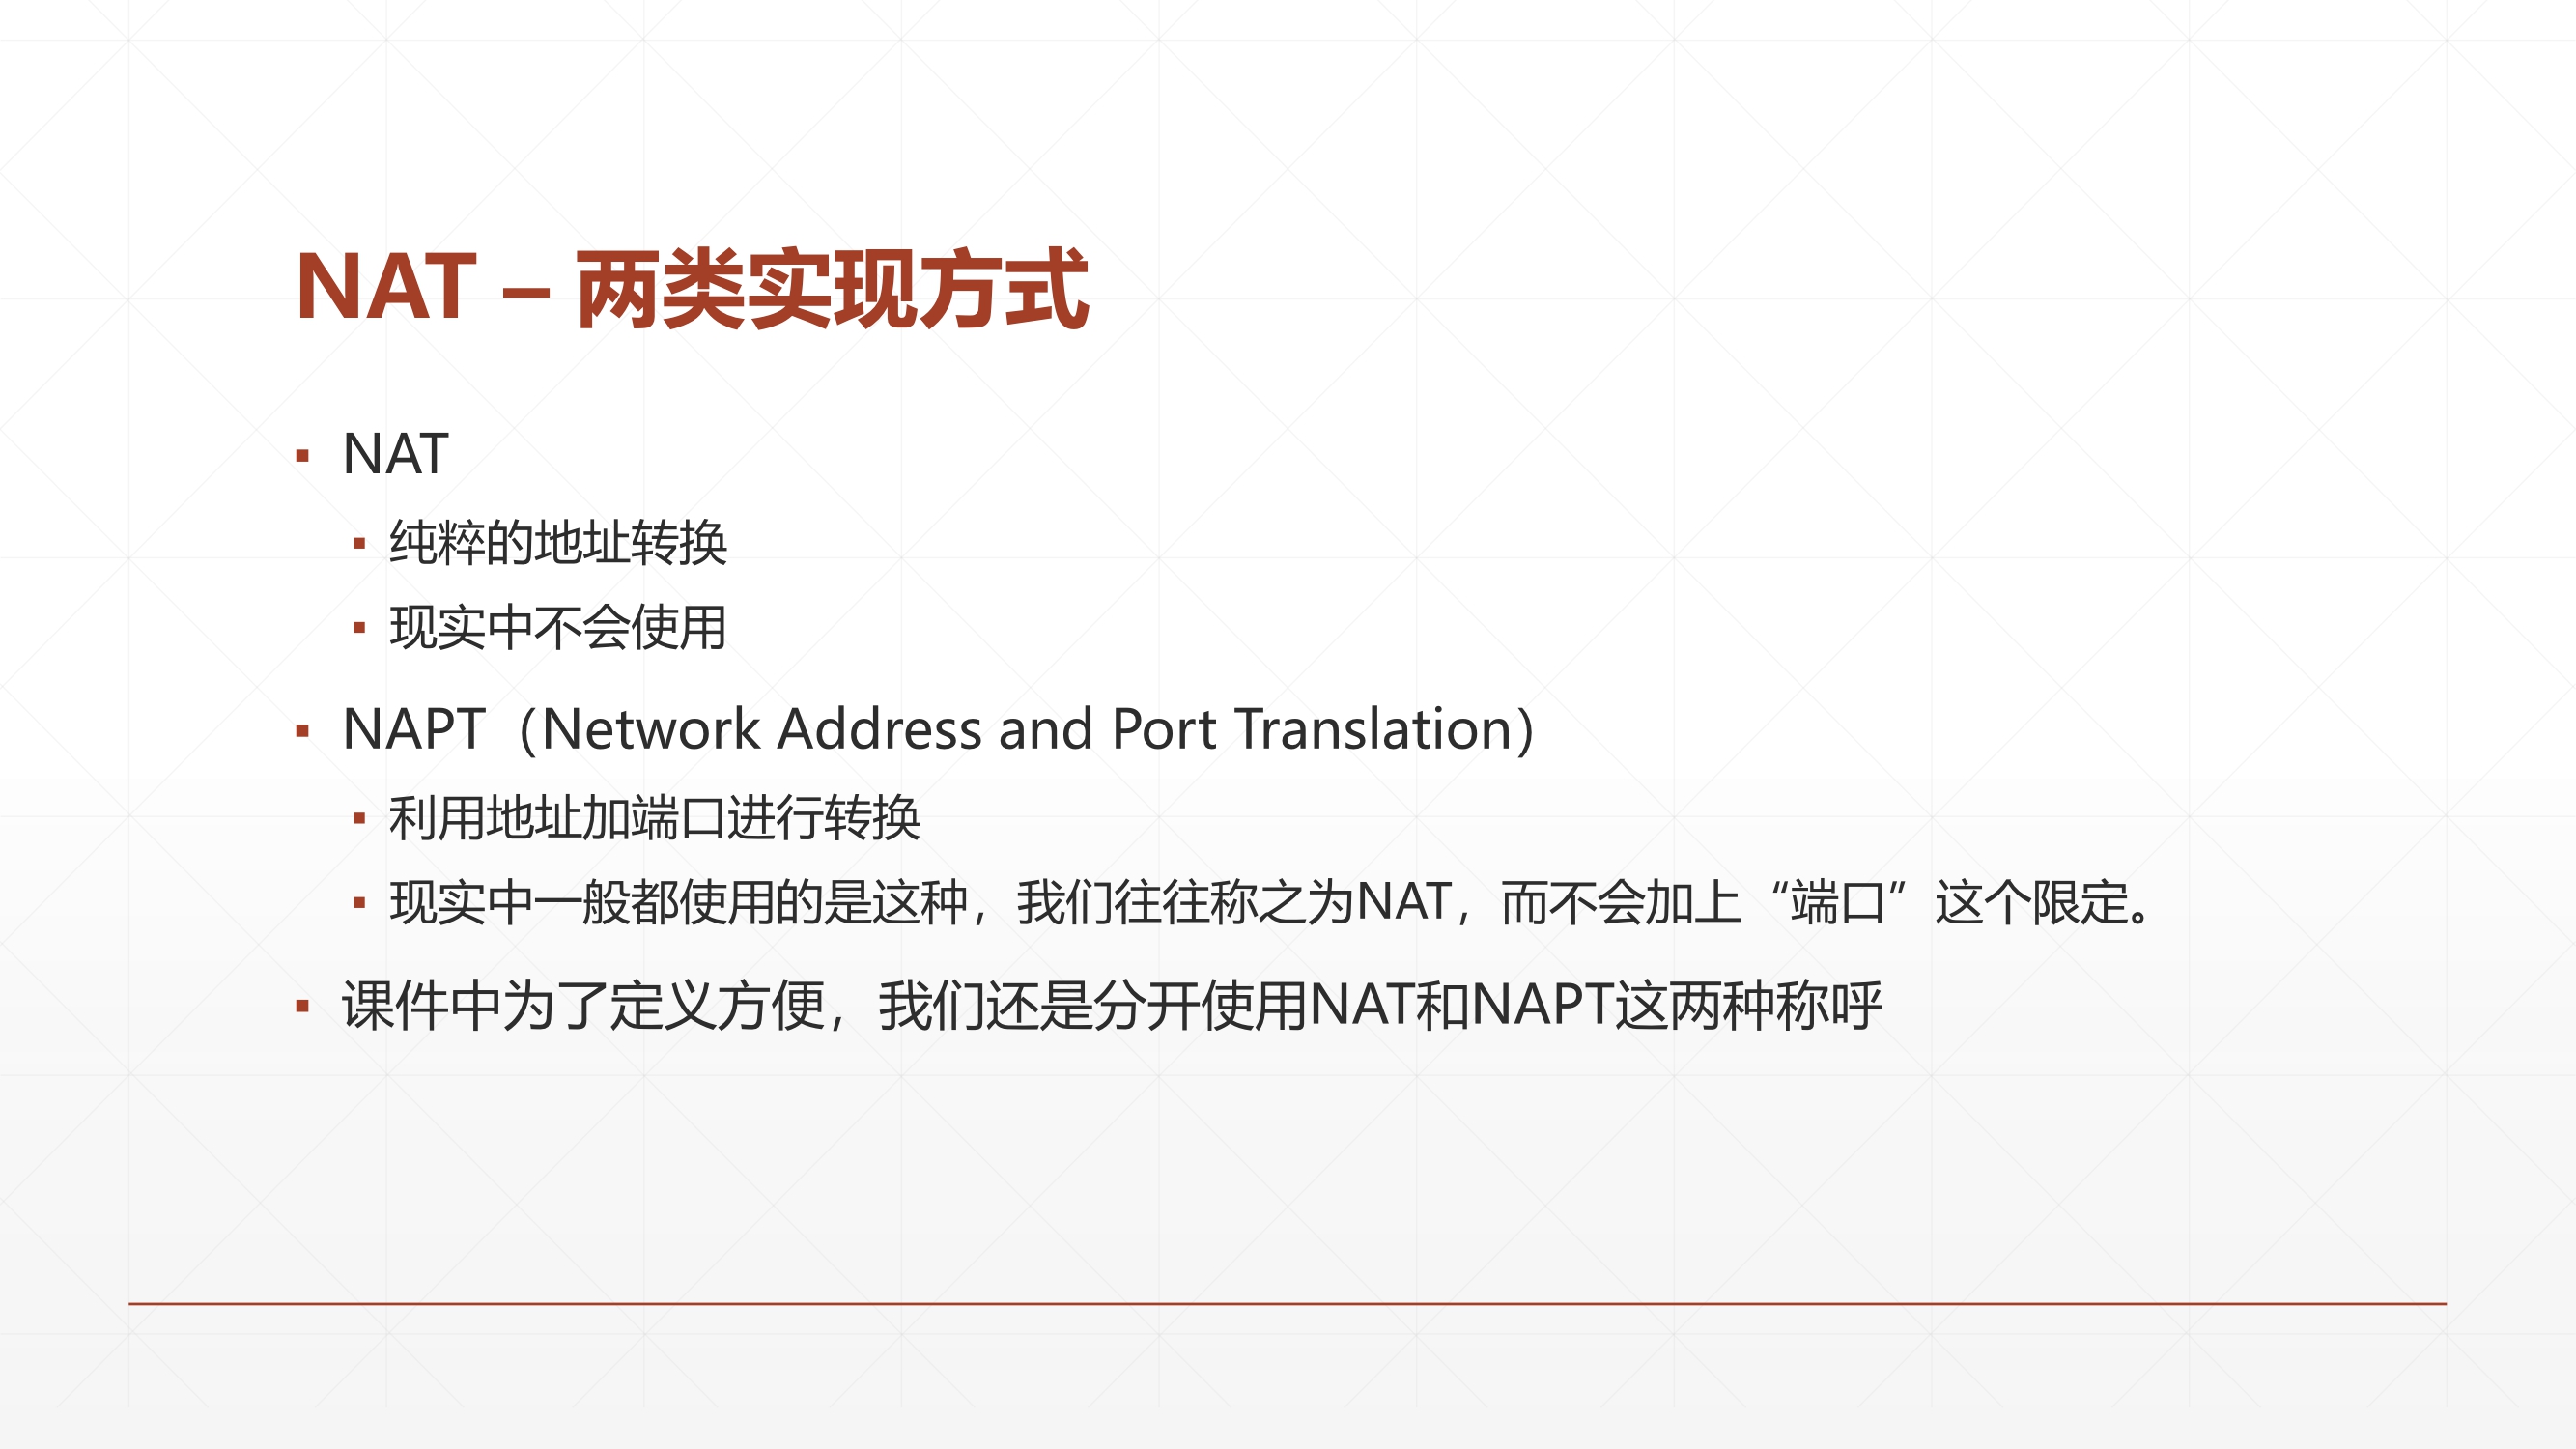 NAT – 两类实现方式
▪ NAT
▪ 纯粹的地址转换
▪ 现实中不会使用
▪ NAPT（Network Address and Port Translation）
▪ 利用地址加端口进行转换
▪ 现实中一般都使用的是这种，我们往往称之为NAT，而不会加上“端口”这个限定。
▪ 课件中为了定义方便，我们还是分开使用NAT和NAPT这两种称呼